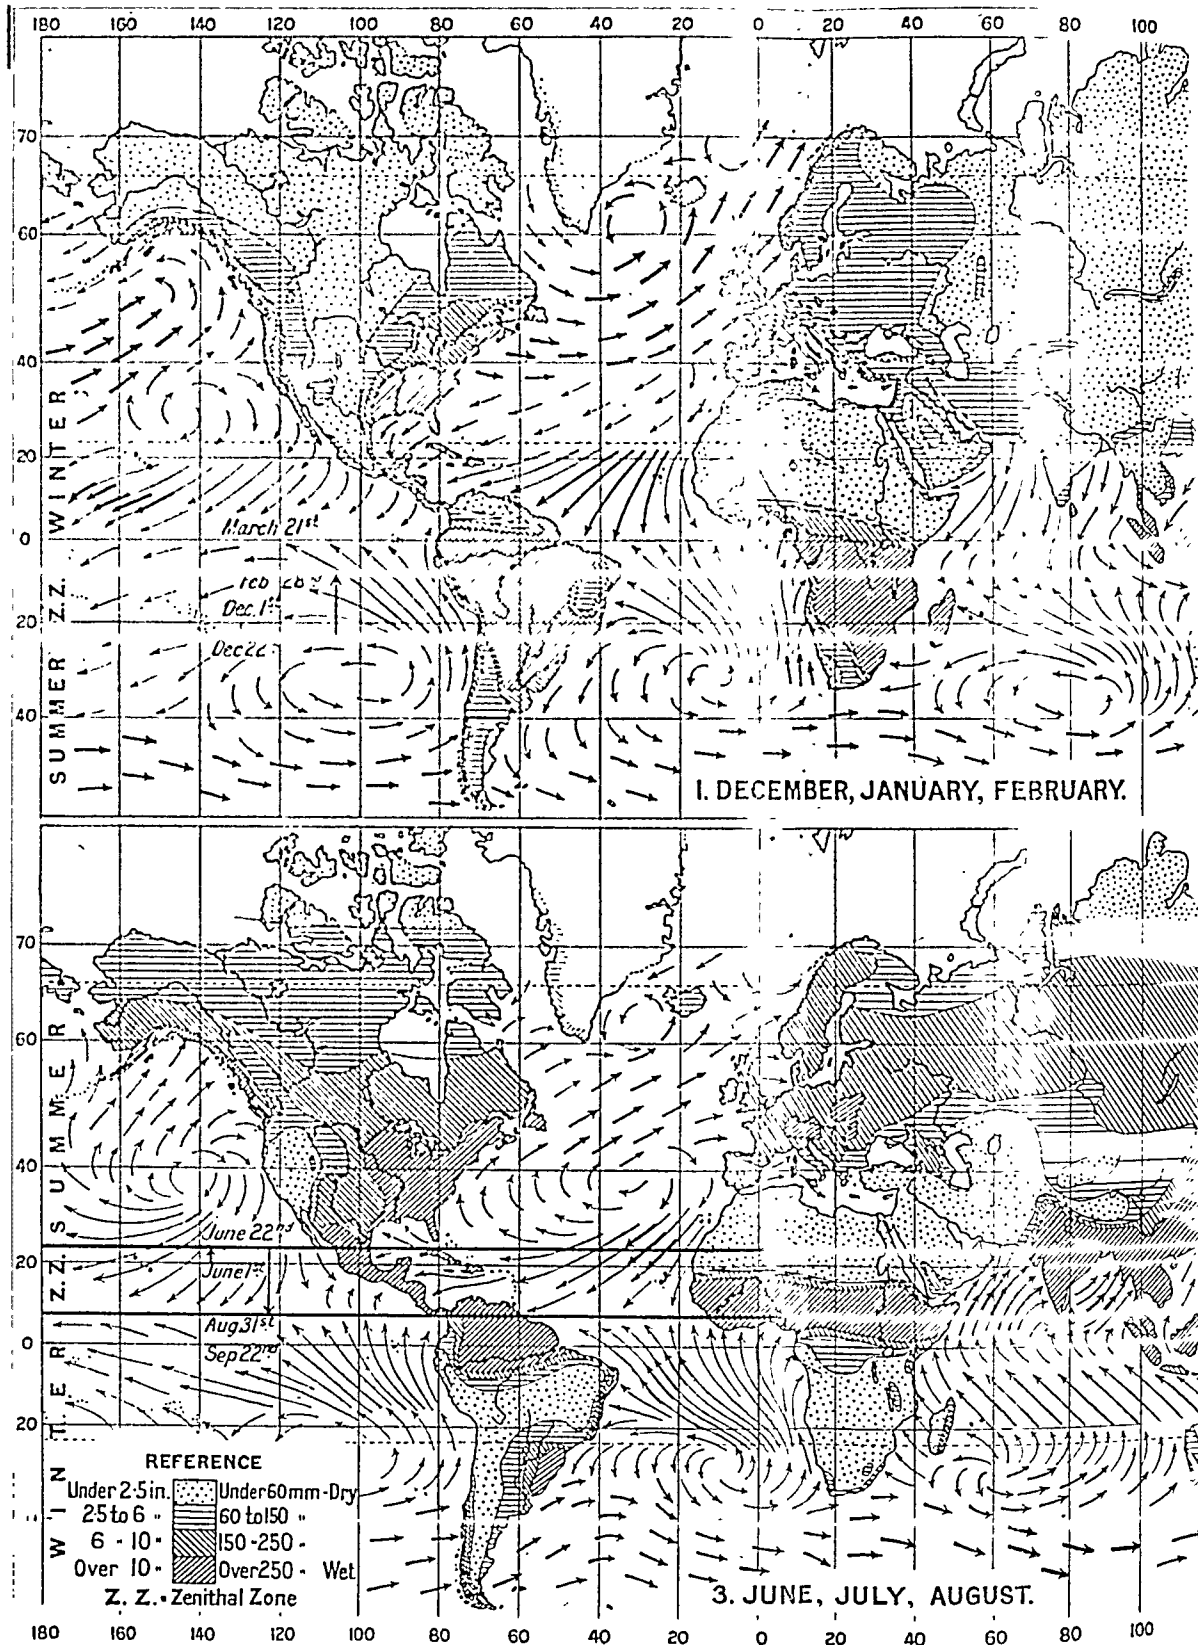 180 160 140 120 100 80 60 40 20 0 20 40 60 80 100
70
60
40
20
0
20
40
WINTER
SUMMER Z.Z.
March 21st
Dec. 1st
Dec 22
1. DECEMBER, JANUARY, FEBRUARY.
70
60
40
20
0
20
Z.Z. SUMMER
WINTER
June 22nd
June 1st
Aug 31st
Sep 22nd
REFERENCE
Under 2·5 in. Under 60 mm - Dry
2·5 to 6 " 60 to 150 "
6 - 10 " 150 - 250 "
Over 10 " Over 250 " Wet
Z. Z. • Zenithal Zone
3. JUNE, JULY, AUGUST.
180 160 140 120 100 80 60 40 20 0 20 40 60 80 100